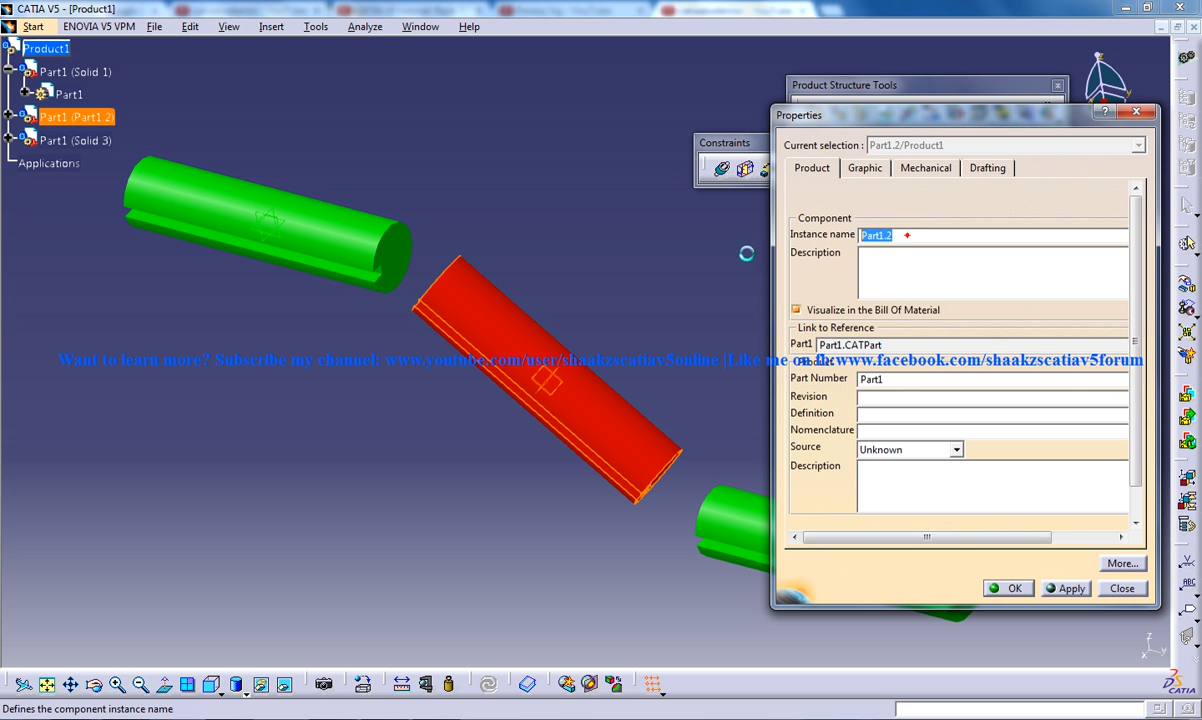 CATIA V5 - [Product1]
Start ENOVIA V5 VPM File Edit View Insert Tools Analyze Window Help
Product1
Part1 (Solid 1)
Part1
Part1 (Part1.2)
Part1 (Solid 3)
Applications
Product Structure Tools
Constraints
Properties
Current selection : Part1.2/Product1
Product Graphic Mechanical Drafting
Component
Instance name Part1.2
Description
Visualize in the Bill Of Material
Link to Reference
Part1 Part1.CATPart
Want to learn more? Subscribe my channel: www.youtube.com/user/shaakzscatiav5online |Like me on fb:www.facebook.com/shaakzscatiav5forum
Product
Part Number Part1
Revision
Definition
Nomenclature
Source Unknown
Description
More...
OK Apply Close
Defines the component instance name